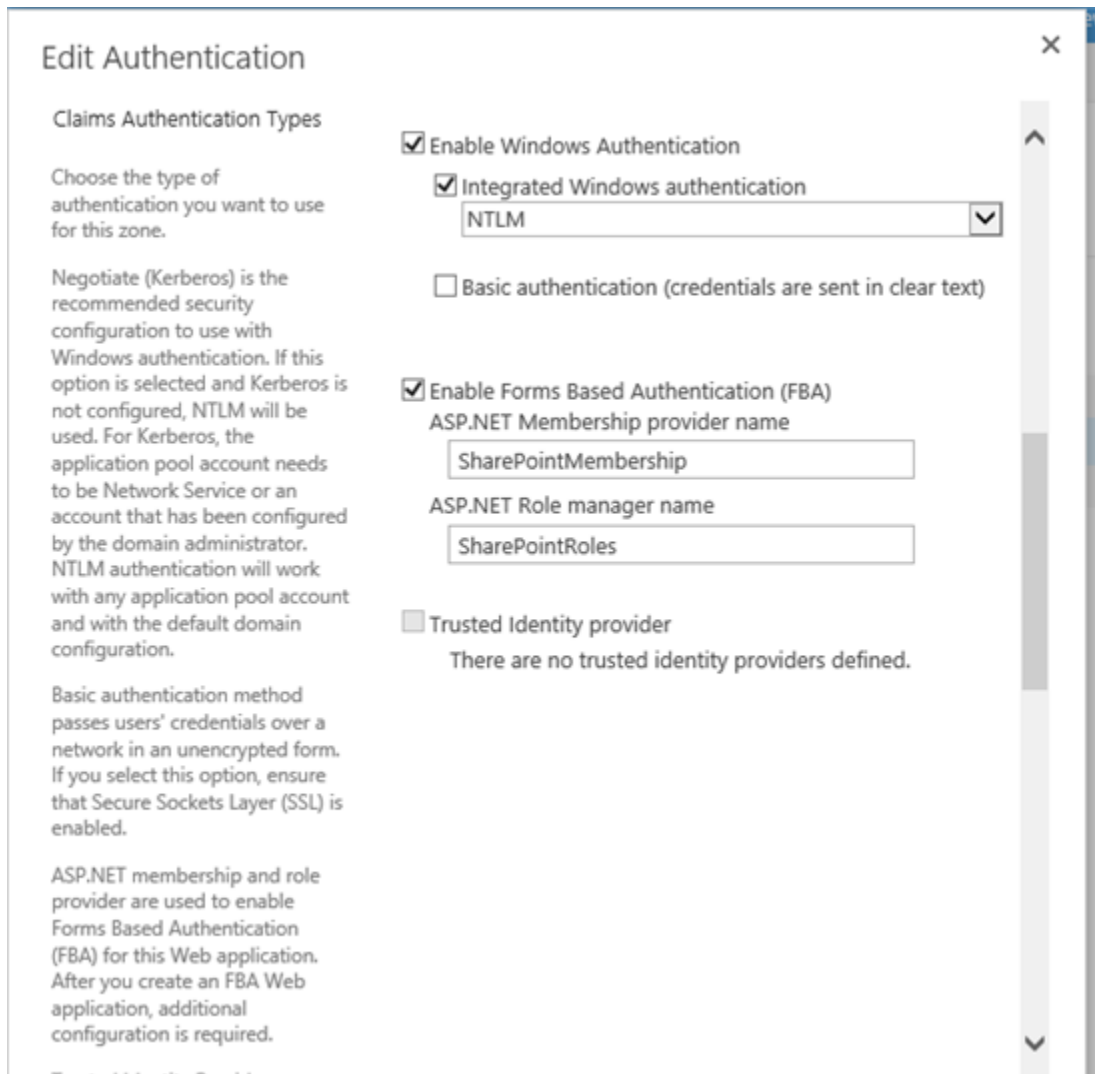 Edit Authentication
Claims Authentication Types
Choose the type of
authentication you want to use
for this zone.
Negotiate (Kerberos) is the
recommended security
configuration to use with
Windows authentication. If this
option is selected and Kerberos is
not configured, NTLM will be
used. For Kerberos, the
application pool account needs
to be Network Service or an
account that has been configured
by the domain administrator.
NTLM authentication will work
with any application pool account
and with the default domain
configuration.
Basic authentication method
passes users' credentials over a
network in an unencrypted form.
If you select this option, ensure
that Secure Sockets Layer (SSL) is
enabled.
ASP.NET membership and role
provider are used to enable
Forms Based Authentication
(FBA) for this Web application.
After you create an FBA Web
application, additional
configuration is required.
Enable Windows Authentication
Integrated Windows authentication
NTLM
Basic authentication (credentials are sent in clear text)
Enable Forms Based Authentication (FBA)
ASP.NET Membership provider name
SharePointMembership
ASP.NET Role manager name
SharePointRoles
Trusted Identity provider
There are no trusted identity providers defined.